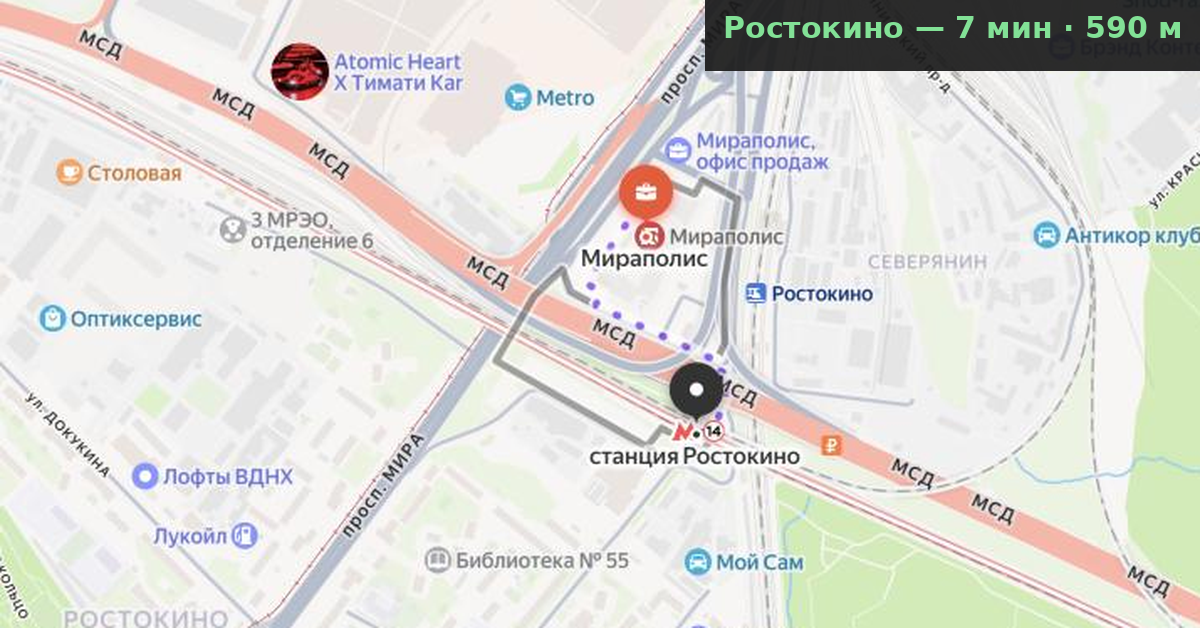 Ростокино — 7 мин · 590 м
МСД
Atomic Heart
X Тимати Kar
Metro
МСД
МСД
Мираполис,
офис продаж
Столовая
3 МРЭО,
отделение 6
Мираполис
Мираполис
Антикор клуб
СЕВЕРЯНИН
МСД
Ростокино
Оптиксервис
МСД
МСД
14
станция Ростокино
ул. ДОКУКИНА
просп. МИРА
МСД
Лофты ВДНХ
МСД
Лукойл
Библиотека № 55
Мой Сам
МСД
РОСТОКИНО